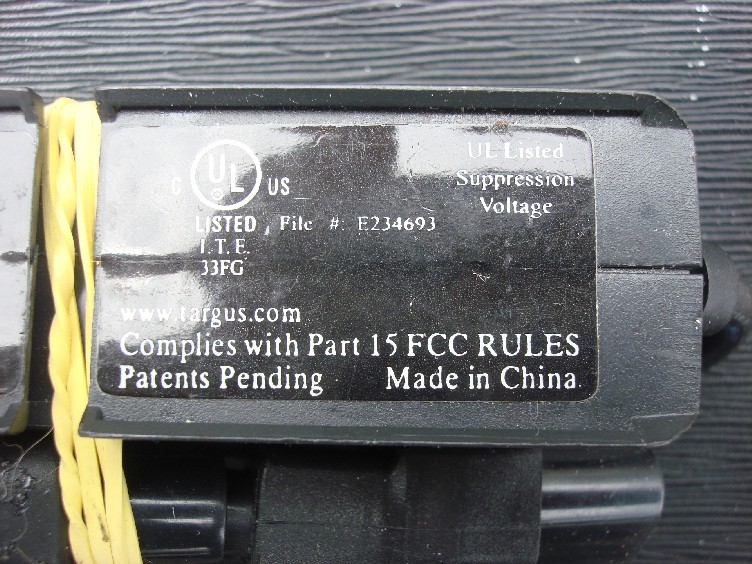 UL Listed
C UL US
Suppression
Voltage
LISTED File #: E234693
I.T.E.
33FG
www.targus.com
Complies with Part 15 FCC RULES
Patents Pending Made in China